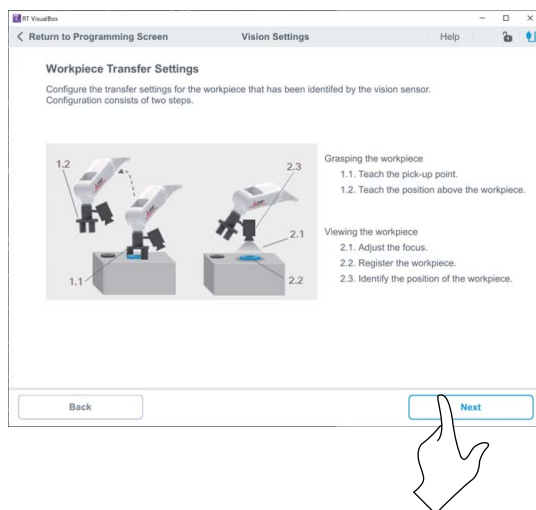 RT VisualBox
Return to Programming Screen Vision Settings Help
Workpiece Transfer Settings
Configure the transfer settings for the workpiece that has been identifed by the vision sensor.
Configuration consists of two steps.
1.2
1.1
2.3
2.1
2.2
Grasping the workpiece
1.1. Teach the pick-up point.
1.2. Teach the position above the workpiece.
Viewing the workpiece
2.1. Adjust the focus.
2.2. Register the workpiece.
2.3. Identify the position of the workpiece.
Back Next